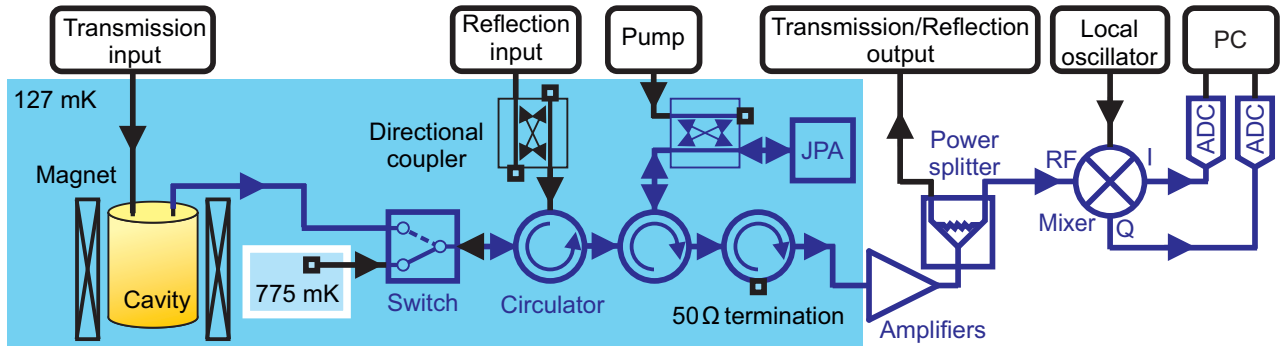 Transmission
input
Reflection
input
Pump
Transmission/Reflection
output
Local
oscillator
PC
127 mK
Directional
coupler
JPA
Power
splitter
ADC
ADC
Magnet
RF
I
Mixer
Q
Cavity
775 mK
Switch
Circulator
50 Ω termination
Amplifiers